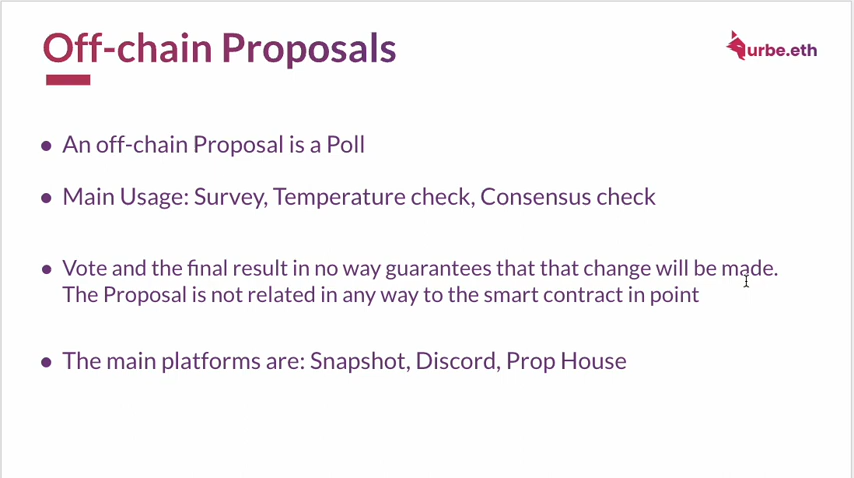 Off-chain Proposals
urbe.eth
● An off-chain Proposal is a Poll
● Main Usage: Survey, Temperature check, Consensus check
● Vote and the final result in no way guarantees that that change will be made.
The Proposal is not related in any way to the smart contract in point
● The main platforms are: Snapshot, Discord, Prop House